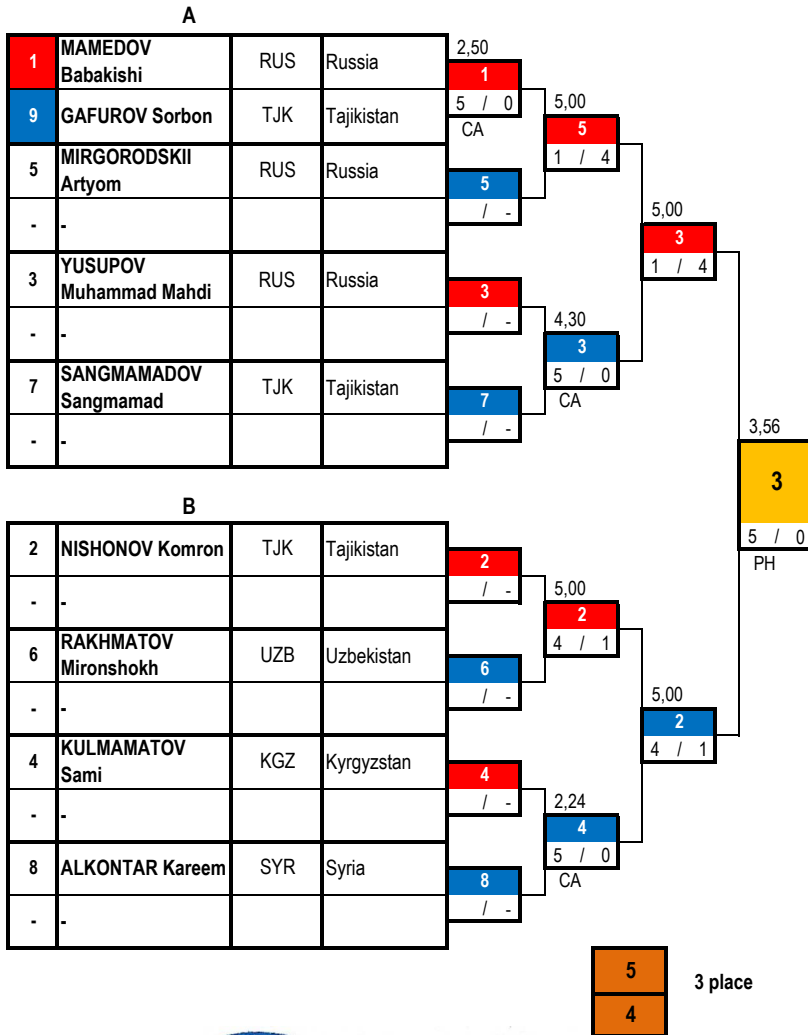 A
1 MAMEDOV Babakishi RUS Russia
9 GAFUROV Sorbon TJK Tajikistan
5 MIRGORODSKII Artyom RUS Russia
- -
3 YUSUPOV Muhammad Mahdi RUS Russia
- -
7 SANGMAMADOV Sangmamad TJK Tajikistan
- -
2,50
1
5 / 0
CA
5
/ -
3
/ -
7
/ -
5,00
5
1 / 4
4,30
3
5 / 0
CA
5,00
3
1 / 4
3,56
3
5 / 0
PH
B
2 NISHONOV Komron TJK Tajikistan
- -
6 RAKHMATOV Mironshokh UZB Uzbekistan
- -
4 KULMAMATOV Sami KGZ Kyrgyzstan
- -
8 ALKONTAR Kareem SYR Syria
- -
2
/ -
6
/ -
4
/ -
8
/ -
5,00
2
4 / 1
2,24
4
5 / 0
CA
5,00
2
4 / 1
5
3 place
4